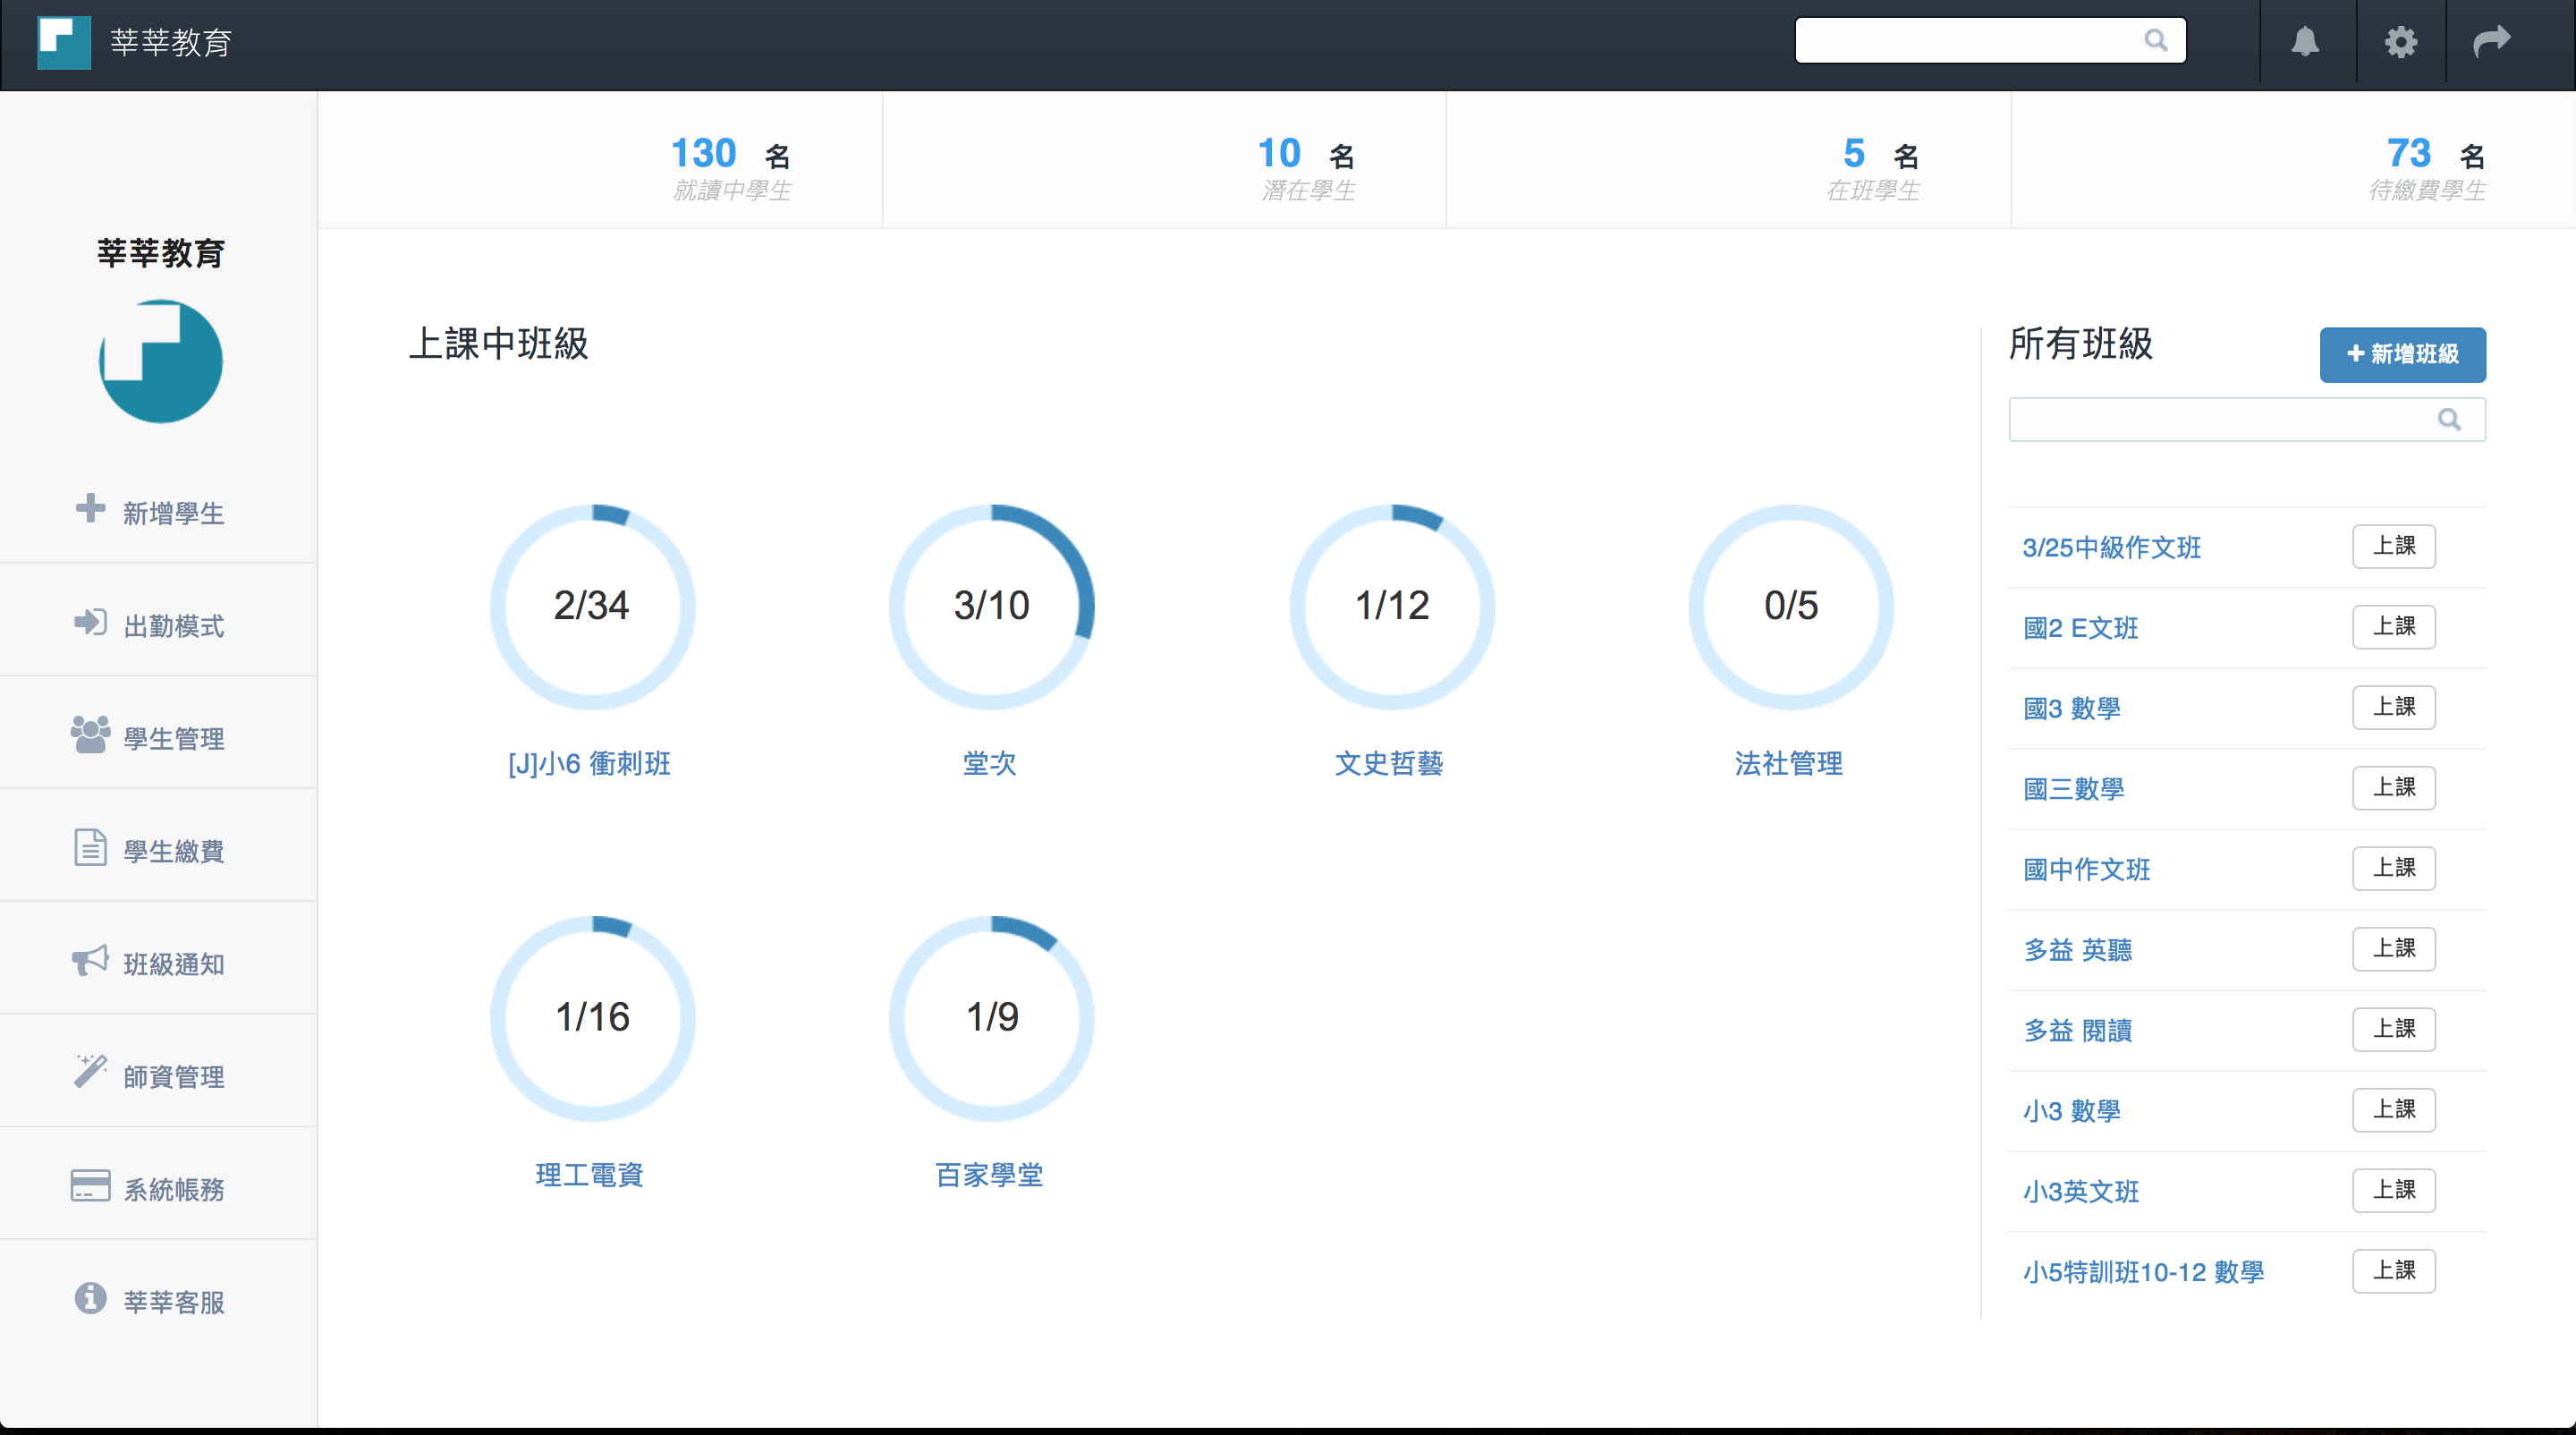 莘莘教育
130 名
就讀中學生
10 名
潛在學生
5 名
在班學生
73 名
待繳費學生
莘莘教育
新增學生
出勤模式
學生管理
學生繳費
班級通知
師資管理
系統帳務
莘莘客服
上課中班級
2/34
[J]小6 衝刺班
3/10
堂次
1/12
文史哲藝
0/5
法社管理
1/16
理工電資
1/9
百家學堂
所有班級
新增班級
3/25中級作文班 上課
國2 E文班 上課
國3 數學 上課
國三數學 上課
國中作文班 上課
多益 英聽 上課
多益 閱讀 上課
小3 數學 上課
小3英文班 上課
小5特訓班10-12 數學 上課